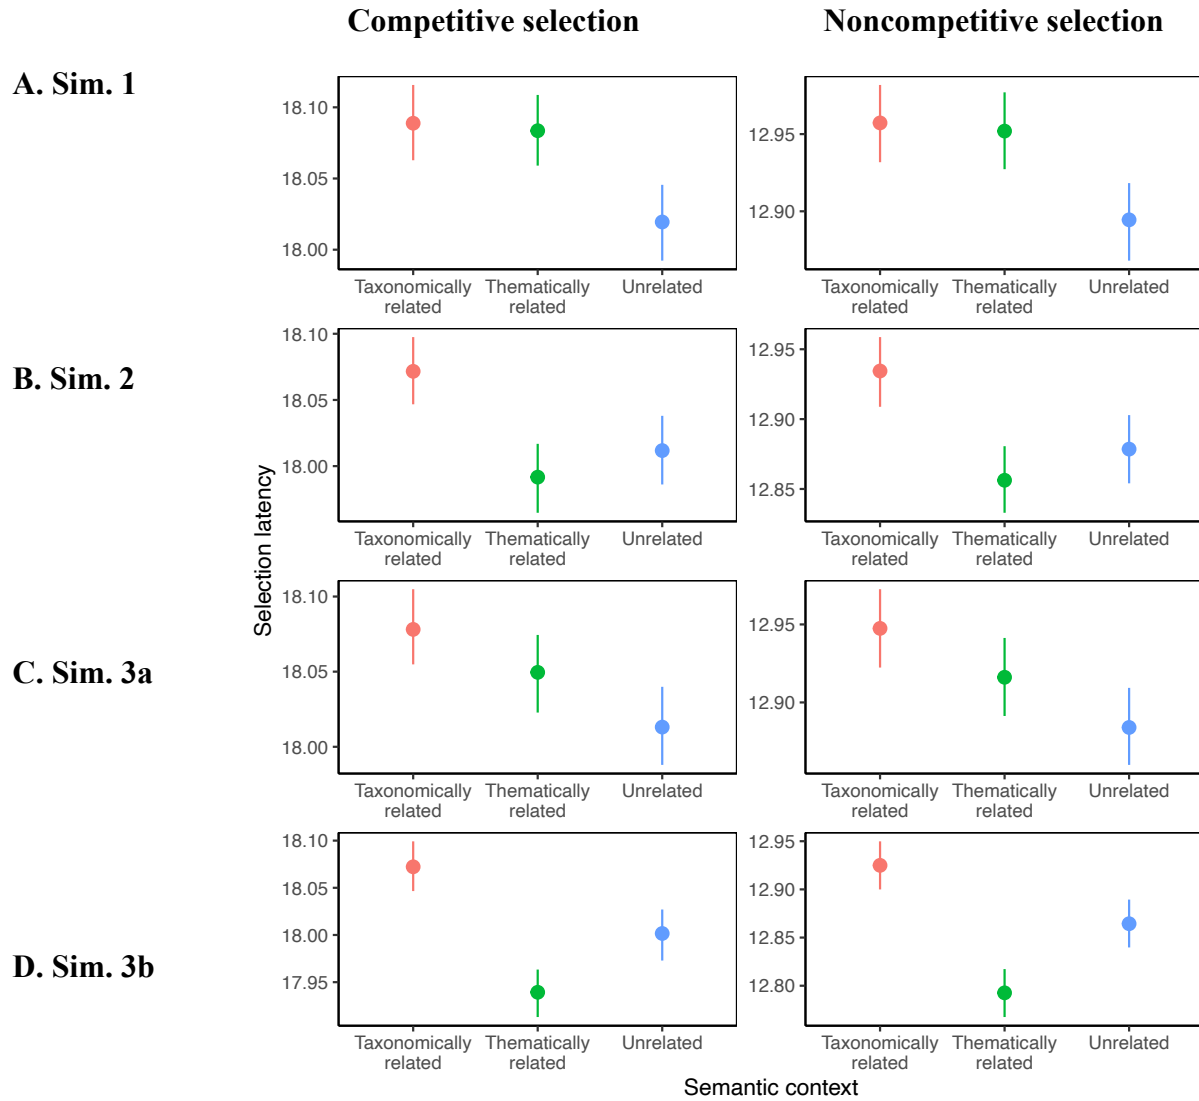 Competitive selection
Noncompetitive selection
A. Sim. 1
18.10
18.05
18.00
Taxonomically
related
Thematically
related
Unrelated
12.95
12.90
Taxonomically
related
Thematically
related
Unrelated
B. Sim. 2
18.10
18.05
18.00
Taxonomically
related
Thematically
related
Unrelated
12.95
12.90
12.85
Taxonomically
related
Thematically
related
Unrelated
Selection latency
C. Sim. 3a
18.10
18.05
18.00
Taxonomically
related
Thematically
related
Unrelated
12.95
12.90
Taxonomically
related
Thematically
related
Unrelated
D. Sim. 3b
18.10
18.05
18.00
17.95
Taxonomically
related
Thematically
related
Unrelated
12.95
12.90
12.85
12.80
Taxonomically
related
Thematically
related
Unrelated
Semantic context